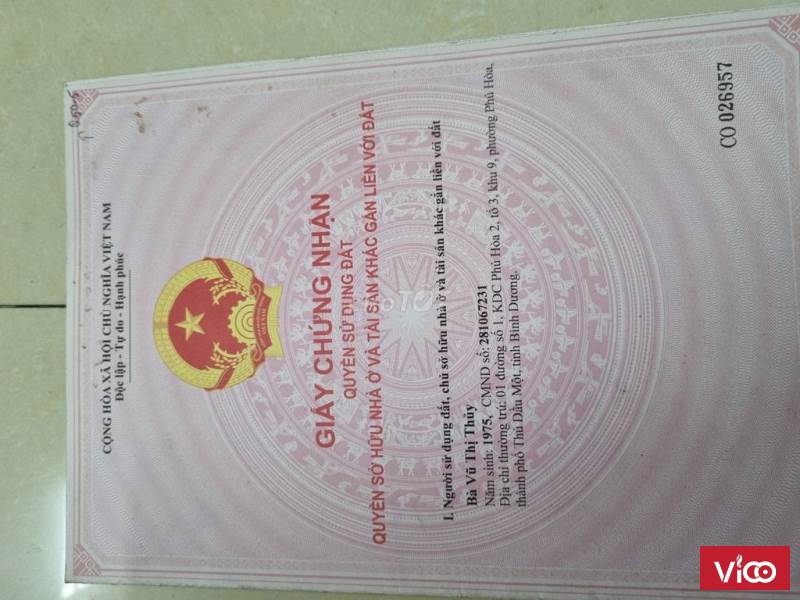 CỘNG HÒA XÃ HỘI CHỦ NGHĨA VIỆT NAM
Độc lập - Tự do - Hạnh phúc
GIẤY CHỨNG NHẬN
QUYỀN SỬ DỤNG ĐẤT
QUYỀN SỞ HỮU NHÀ Ở VÀ TÀI SẢN KHÁC GẮN LIỀN VỚI ĐẤT
I. Người sử dụng đất, chủ sở hữu nhà ở và tài sản khác gắn liền với đất
Bà Vũ Thị Thủy
Năm sinh: 1975, CMND số: 281067231
Địa chỉ thường trú: 01 đường số 1, KDC Phú Hòa 2, tổ 3, khu 9, phường Phú Hòa,
thành phố Thủ Dầu Một, tỉnh Bình Dương.
CO 026957
ViCO